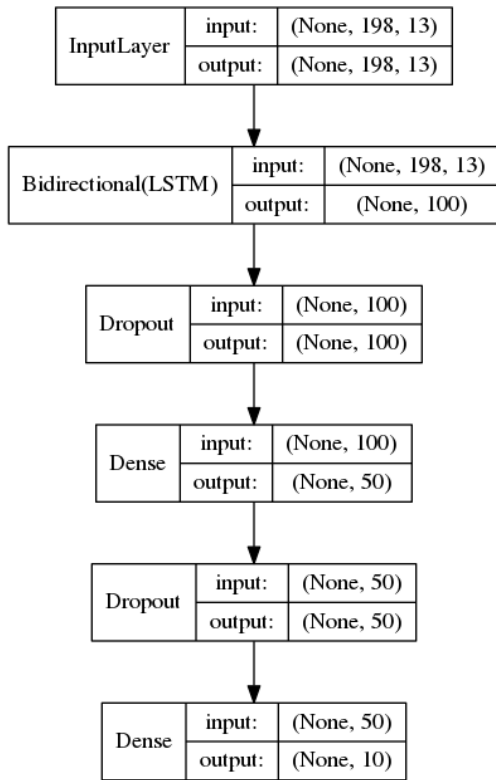 InputLayer
input: (None, 198, 13)
output: (None, 198, 13)
Bidirectional(LSTM)
input: (None, 198, 13)
output: (None, 100)
Dropout
input: (None, 100)
output: (None, 100)
Dense
input: (None, 100)
output: (None, 50)
Dropout
input: (None, 50)
output: (None, 50)
Dense
input: (None, 50)
output: (None, 10)